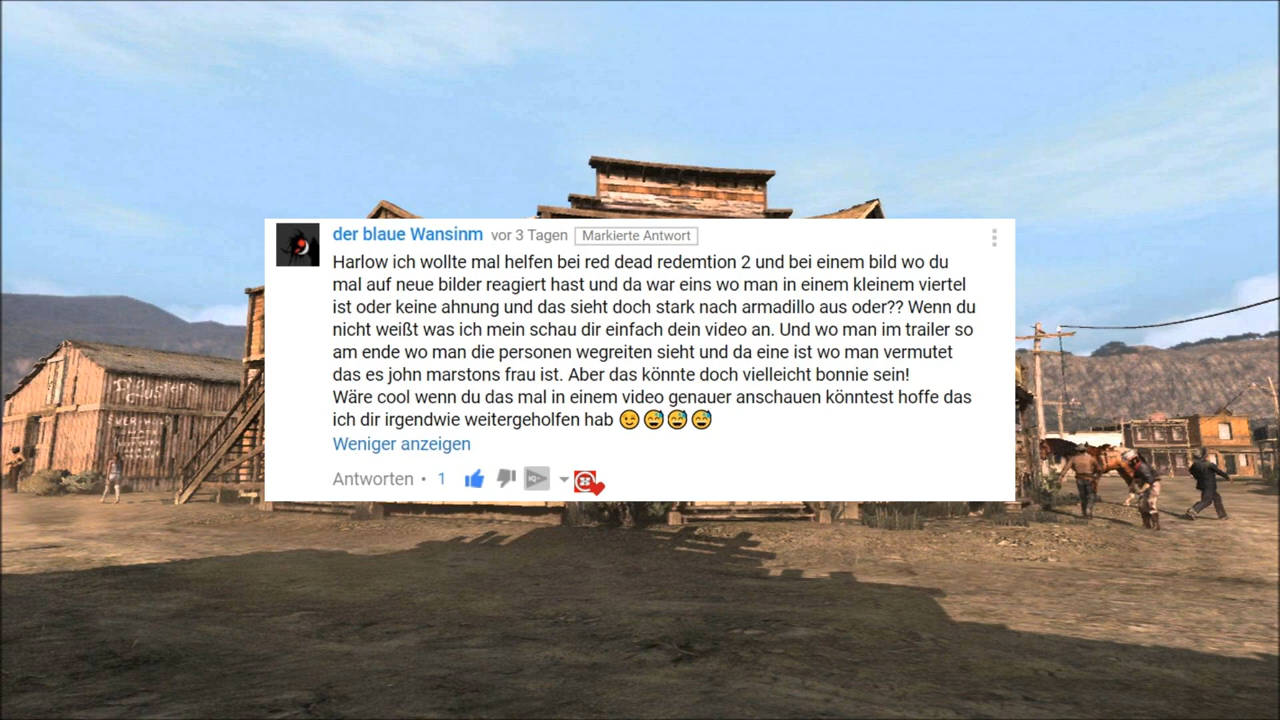 der blaue Wansinm vor 3 Tagen Markierte Antwort
Harlow ich wollte mal helfen bei red dead redemtion 2 und bei einem bild wo du
mal auf neue bilder reagiert hast und da war eins wo man in einem kleinem viertel
ist oder keine ahnung und das sieht doch stark nach armadillo aus oder?? Wenn du
nicht weißt was ich mein schau dir einfach dein video an. Und wo man im trailer so
am ende wo man die personen wegreiten sieht und da eine ist wo man vermutet
das es john marstons frau ist. Aber das könnte doch vielleicht bonnie sein!
Wäre cool wenn du das mal in einem video genauer anschauen könntest hoffe das
ich dir irgendwie weitergeholfen hab 😉😅😅😅
Weniger anzeigen
Antworten • 1